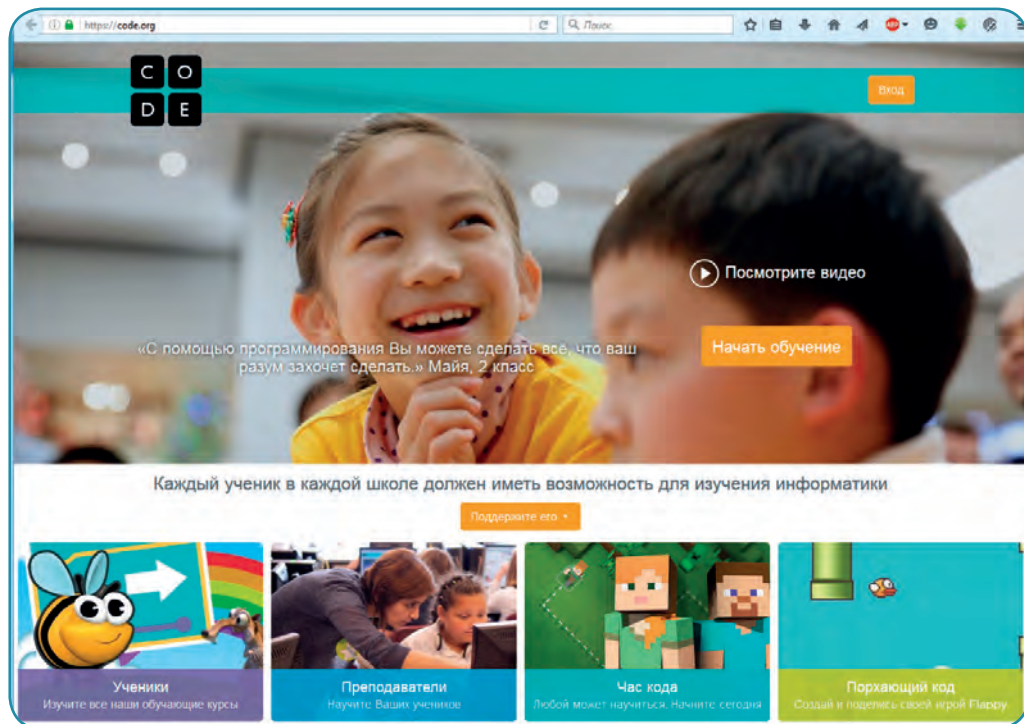 https://code.org
Поиск
C O
D E
Вход
Посмотрите видео
«С помощью программирования Вы можете сделать всё, что ваш
разум захочет сделать.» Майя, 2 класс
Начать обучение
Каждый ученик в каждой школе должен иметь возможность для изучения информатики
Поддержите его
Ученики
Изучите все наши обучающие курсы
Преподаватели
Научите Ваших учеников
Час кода
Любой может научиться. Начните сегодня
Порхающий код
Создай и поделись своей игрой Flappy